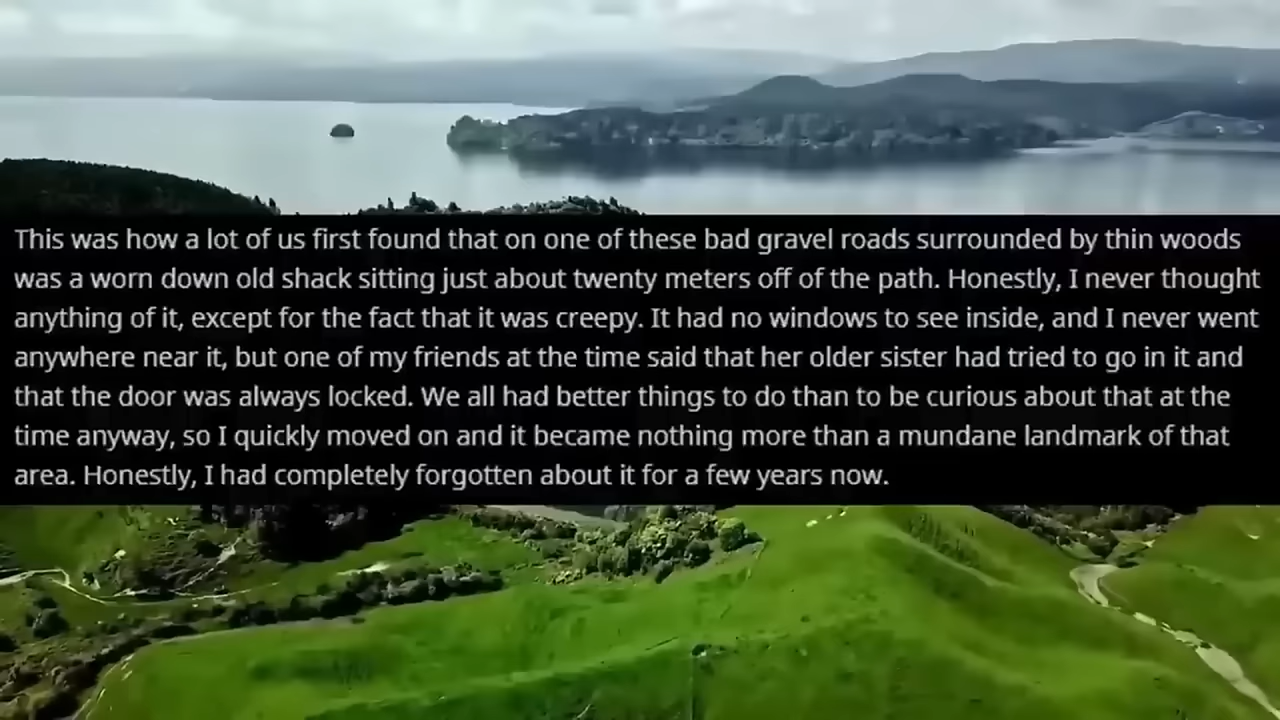 This was how a lot of us first found that on one of these bad gravel roads surrounded by thin woods
was a worn down old shack sitting just about twenty meters off of the path. Honestly, I never thought
anything of it, except for the fact that it was creepy. It had no windows to see inside, and I never went
anywhere near it, but one of my friends at the time said that her older sister had tried to go in it and
that the door was always locked. We all had better things to do than to be curious about that at the
time anyway, so I quickly moved on and it became nothing more than a mundane landmark of that
area. Honestly, I had completely forgotten about it for a few years now.